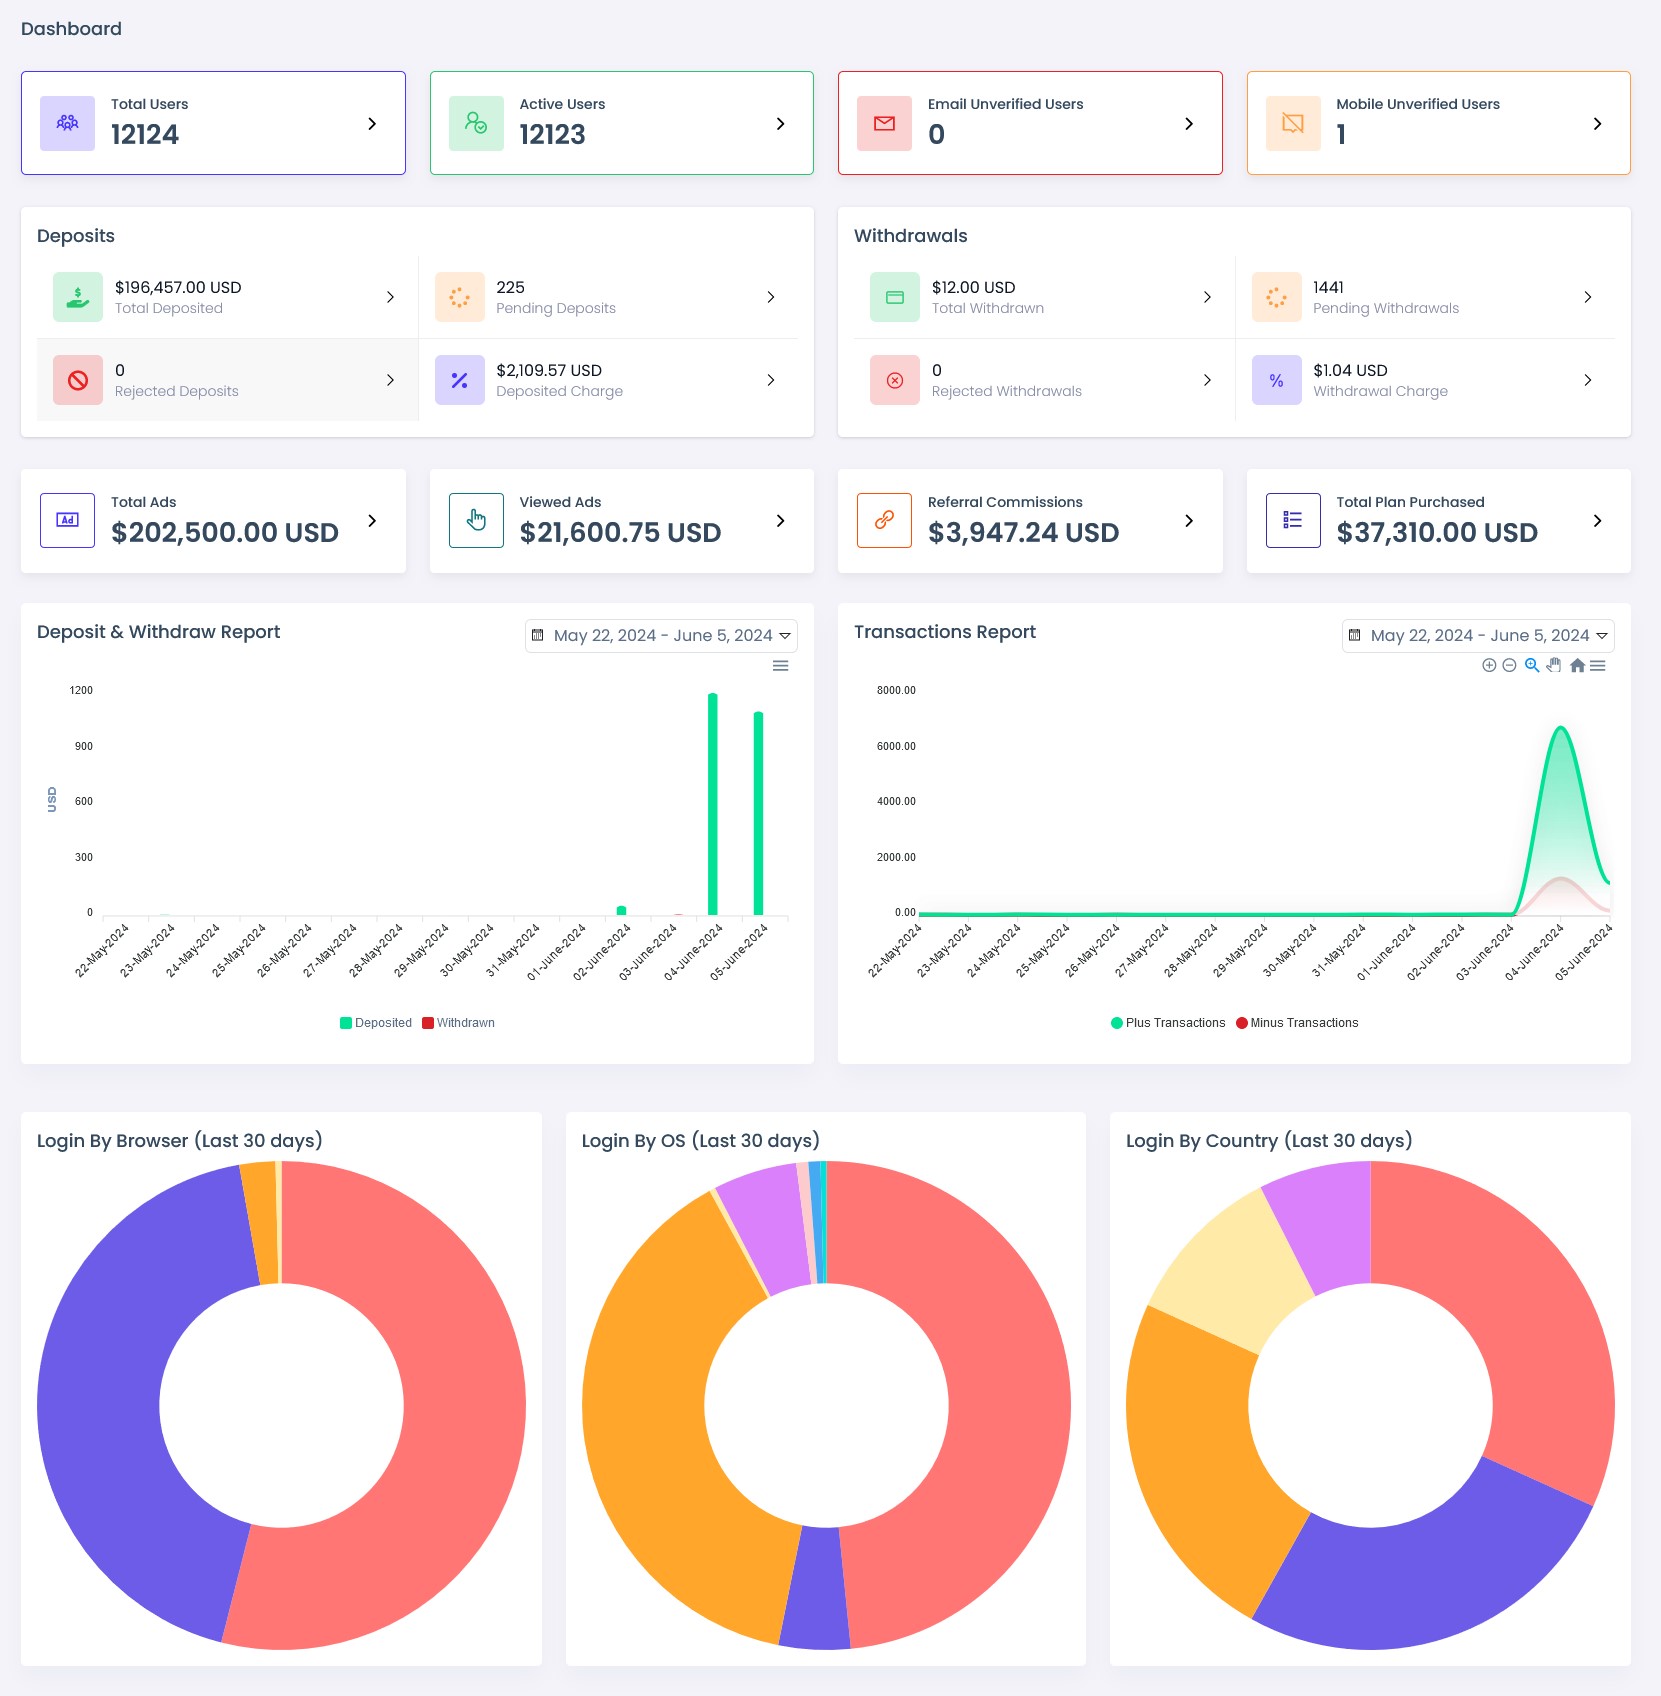 Dashboard
Total Users
12124
Active Users
12123
Email Unverified Users
0
Mobile Unverified Users
1
Deposits
$196,457.00 USD
Total Deposited
225
Pending Deposits
0
Rejected Deposits
$2,109.57 USD
Deposited Charge
Withdrawals
$12.00 USD
Total Withdrawn
1441
Pending Withdrawals
0
Rejected Withdrawals
$1.04 USD
Withdrawal Charge
Ad
Total Ads
$202,500.00 USD
Viewed Ads
$21,600.75 USD
Referral Commissions
$3,947.24 USD
Total Plan Purchased
$37,310.00 USD
Deposit & Withdraw Report
May 22, 2024 - June 5, 2024
1200
900
600
300
0
USD
22-May-2024
23-May-2024
24-May-2024
25-May-2024
26-May-2024
27-May-2024
28-May-2024
29-May-2024
30-May-2024
31-May-2024
01-June-2024
02-June-2024
03-June-2024
04-June-2024
05-June-2024
Deposited
Withdrawn
Transactions Report
May 22, 2024 - June 5, 2024
8000.00
6000.00
4000.00
2000.00
0.00
22-May-2024
23-May-2024
24-May-2024
25-May-2024
26-May-2024
27-May-2024
28-May-2024
29-May-2024
30-May-2024
31-May-2024
01-June-2024
02-June-2024
03-June-2024
04-June-2024
05-June-2024
Plus Transactions
Minus Transactions
Login By Browser (Last 30 days)
Login By OS (Last 30 days)
Login By Country (Last 30 days)